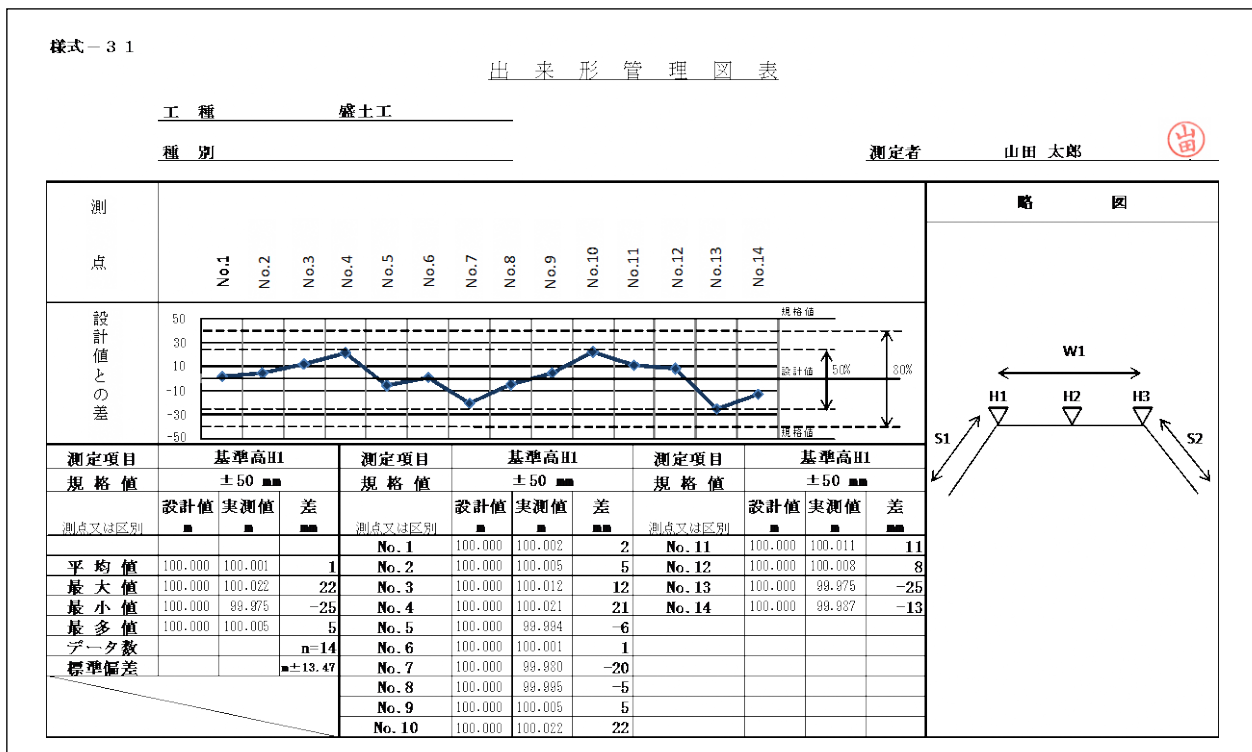 様式－３１
出来形管理図表
工種 盛土工
種別
測定者 山田 太郎 山田
測点 No.1 No.2 No.3 No.4 No.5 No.6 No.7 No.8 No.9 No.10 No.11 No.12 No.13 No.14
略図
設計値との差
50
30
10
-10
-30
-50
規格値
設計値 50% 80%
規格値
W1
H1 H2 H3
S1 S2
測定項目 基準高H1 測定項目 基準高H1 測定項目 基準高H1
規格値 ±50 mm 規格値 ±50 mm 規格値 ±50 mm
設計値 実測値 差 設計値 実測値 差 設計値 実測値 差
測点又は区別 m m mm 測点又は区別 m m mm 測点又は区別 m m mm
No.1 100.000 100.002 2 No.11 100.000 100.011 11
平均値 100.000 100.001 1 No.2 100.000 100.005 5 No.12 100.000 100.008 8
最大値 100.000 100.022 22 No.3 100.000 100.012 12 No.13 100.000 99.975 -25
最小値 100.000 99.975 -25 No.4 100.000 100.021 21 No.14 100.000 99.987 -13
最多値 100.000 100.005 5 No.5 100.000 99.994 -6
データ数 n=14 No.6 100.000 100.001 1
標準偏差 m±13.47 No.7 100.000 99.980 -20
No.8 100.000 99.995 -5
No.9 100.000 100.005 5
No.10 100.000 100.022 22